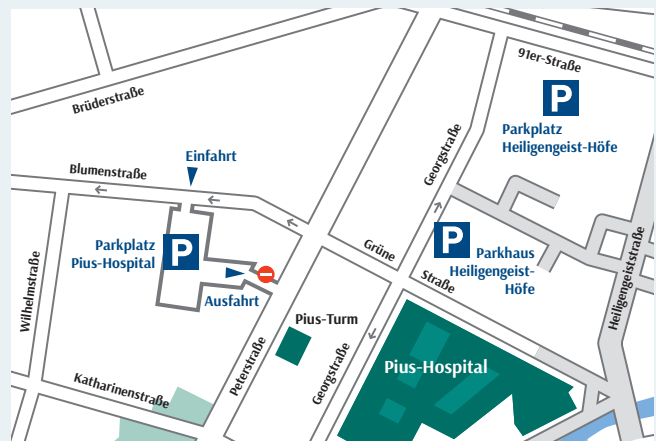 91er-Straße
Brüderstraße
P
Parkplatz
Heiligengeist-Höfe
Einfahrt
Blumenstraße
Georgstraße
Parkplatz
Pius-Hospital
P
Grüne
Straße
P
Parkhaus
Heiligengeist-
Höfe
Heiligengeiststraße
Ausfahrt
Wilhelmstraße
Pius-Turm
Peterstraße
Georgstraße
Pius-Hospital
Katharinenstraße